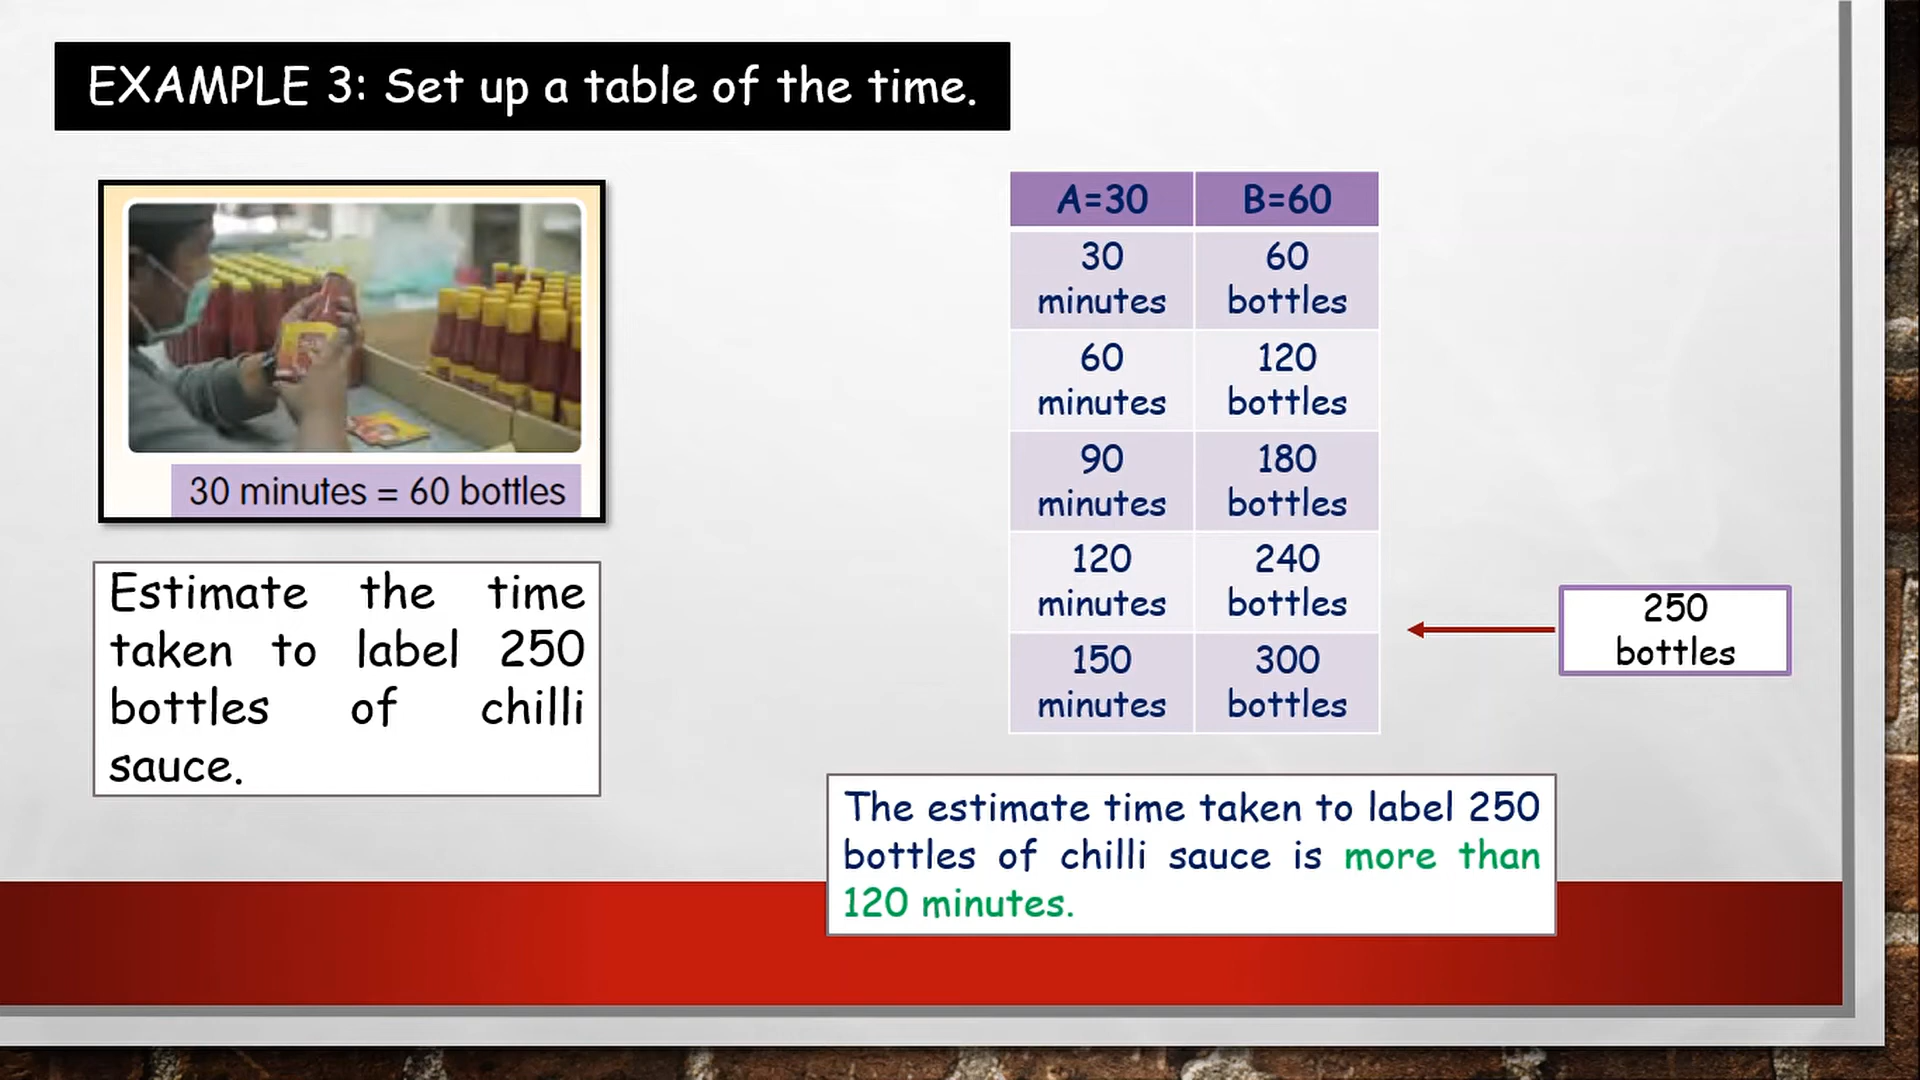 EXAMPLE 3: Set up a table of the time.
30 minutes = 60 bottles
Estimate the time
taken to label 250
bottles of chilli
sauce.
A=30 B=60
30 60
minutes bottles
60 120
minutes bottles
90 180
minutes bottles
120 240
minutes bottles
150 300
minutes bottles
250
bottles
The estimate time taken to label 250
bottles of chilli sauce is more than
120 minutes.